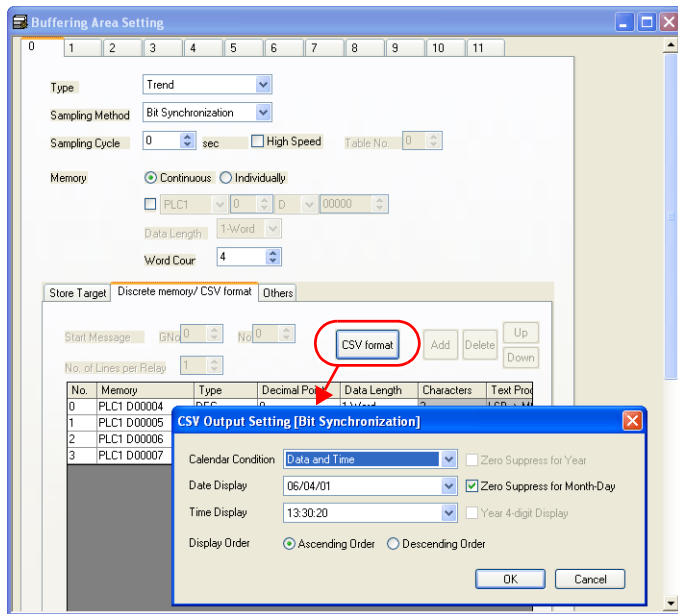 Buffering Area Setting
0 1 2 3 4 5 6 7 8 9 10 11
Type Trend
Sampling Method Bit Synchronization
Sampling Cycle 0 sec High Speed Table No. 0
Memory Continuous Individually
PLC1 0 D 00000
Data Length 1-Word
Word Cour 4
Store Target Discrete memory/ CSV format Others
Start Message GNo 0 No 0 CSV format Add Delete Up
Down
No. of Lines per Relay 1
No. Memory Type Decimal Point Data Length Characters Text Proc
0 PLC1 D00004 DEC 0 1-Word 2 LSB -> M
1 PLC1 D00005
2 PLC1 D00006
3 PLC1 D00007
CSV Output Setting [Bit Synchronization]
Calendar Condition Data and Time Zero Suppress for Year
Date Display 06/04/01 Zero Suppress for Month-Day
Time Display 13:30:20 Year 4-digit Display
Display Order Ascending Order Descending Order
OK Cancel